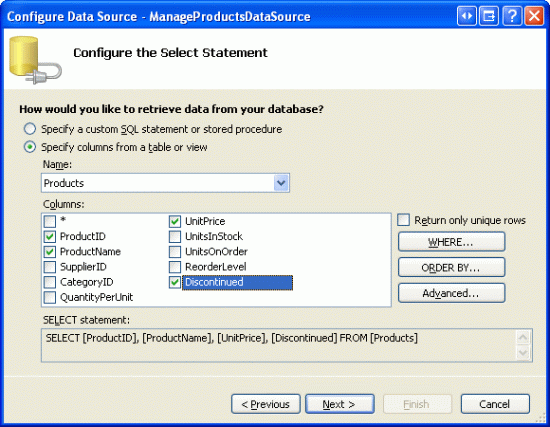 Configure Data Source - ManageProductsDataSource
Configure the Select Statement
How would you like to retrieve data from your database?
Specify a custom SQL statement or stored procedure
Specify columns from a table or view
Name:
Products
Columns:
*
ProductID
ProductName
SupplierID
CategoryID
QuantityPerUnit
UnitPrice
UnitsInStock
UnitsOnOrder
ReorderLevel
Discontinued
Return only unique rows
WHERE...
ORDER BY...
Advanced...
SELECT statement:
SELECT [ProductID], [ProductName], [UnitPrice], [Discontinued] FROM [Products]
< Previous
Next >
Finish
Cancel